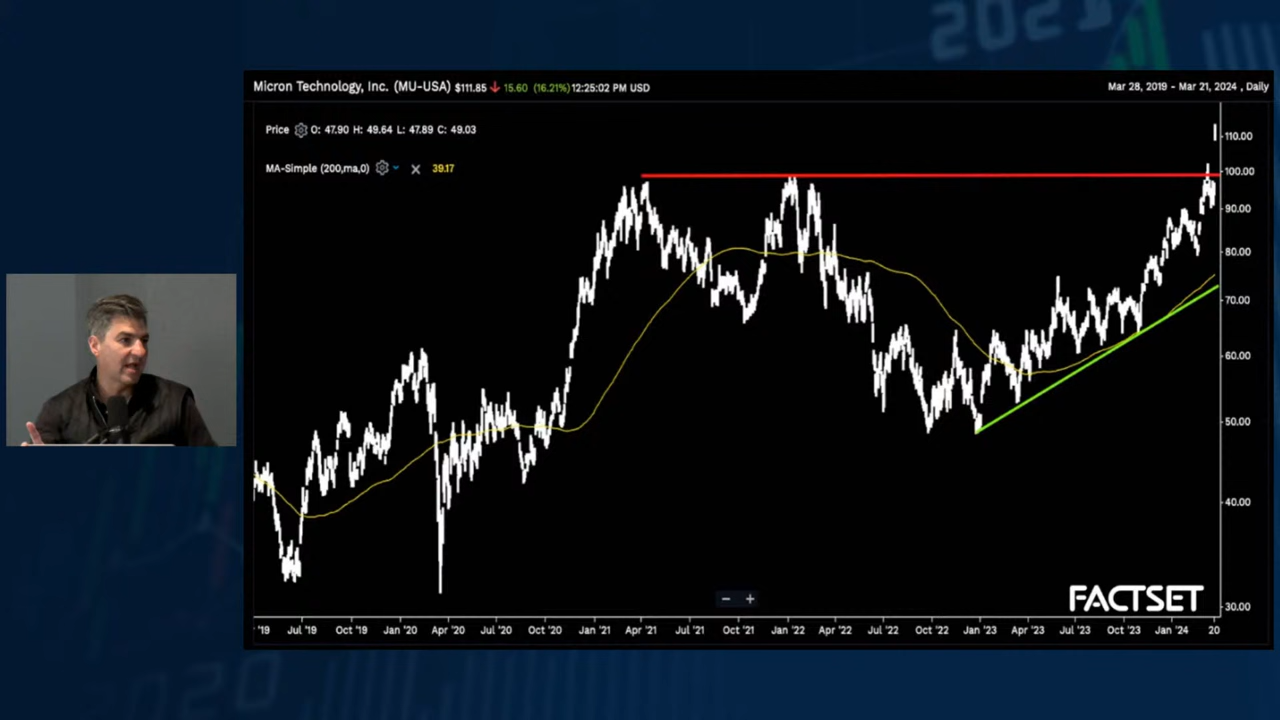 2021
Micron Technology, Inc. (MU-USA) $111.85 15.60 (16.21%) 12:25:02 PM USD
Mar 28, 2019 - Mar 21, 2024 , Daily
Price O: 47.90 H: 49.64 L: 47.89 C: 49.03
MA-Simple (200,ma,0) X 39.17
110.00
100.00
90.00
80.00
70.00
60.00
50.00
40.00
30.00
FACTSET
- +
'19 Jul '19 Oct '19 Jan '20 Apr '20 Jul '20 Oct '20 Jan '21 Apr '21 Jul '21 Oct '21 Jan '22 Apr '22 Jul '22 Oct '22 Jan '23 Apr '23 Jul '23 Oct '23 Jan '24 20
2020